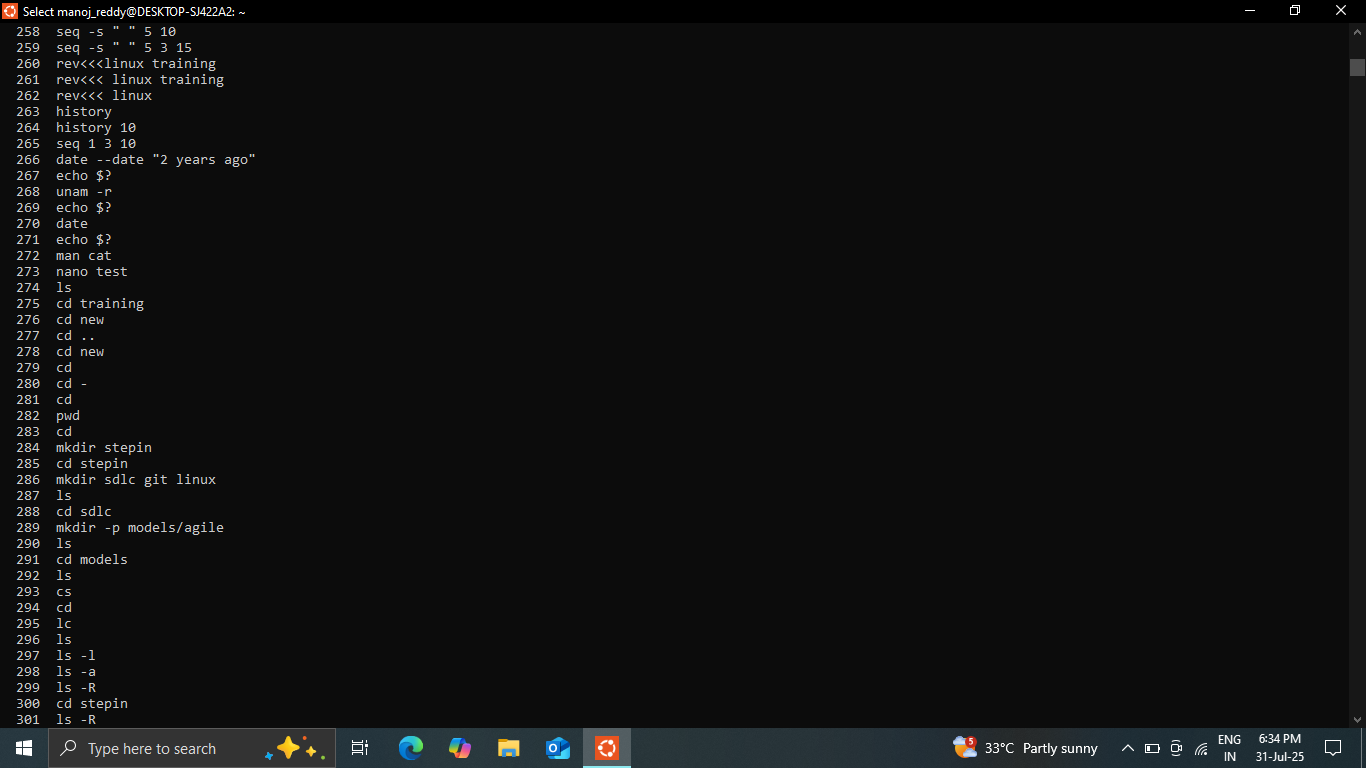 Select manoj_reddy@DESKTOP-SJ422A2: ~
258 seq -s " " 5 10
259 seq -s " " 5 3 15
260 rev<<<linux training
261 rev<<< linux training
262 rev<<< linux
263 history
264 history 10
265 seq 1 3 10
266 date --date "2 years ago"
267 echo $?
268 unam -r
269 echo $?
270 date
271 echo $?
272 man cat
273 nano test
274 ls
275 cd training
276 cd new
277 cd ..
278 cd new
279 cd
280 cd -
281 cd
282 pwd
283 cd
284 mkdir stepin
285 cd stepin
286 mkdir sdlc git linux
287 ls
288 cd sdlc
289 mkdir -p models/agile
290 ls
291 cd models
292 ls
293 cs
294 cd
295 lc
296 ls
297 ls -l
298 ls -a
299 ls -R
300 cd stepin
301 ls -R
Type here to search
5
33°C Partly sunny
ENG
IN
6:34 PM
31-Jul-25